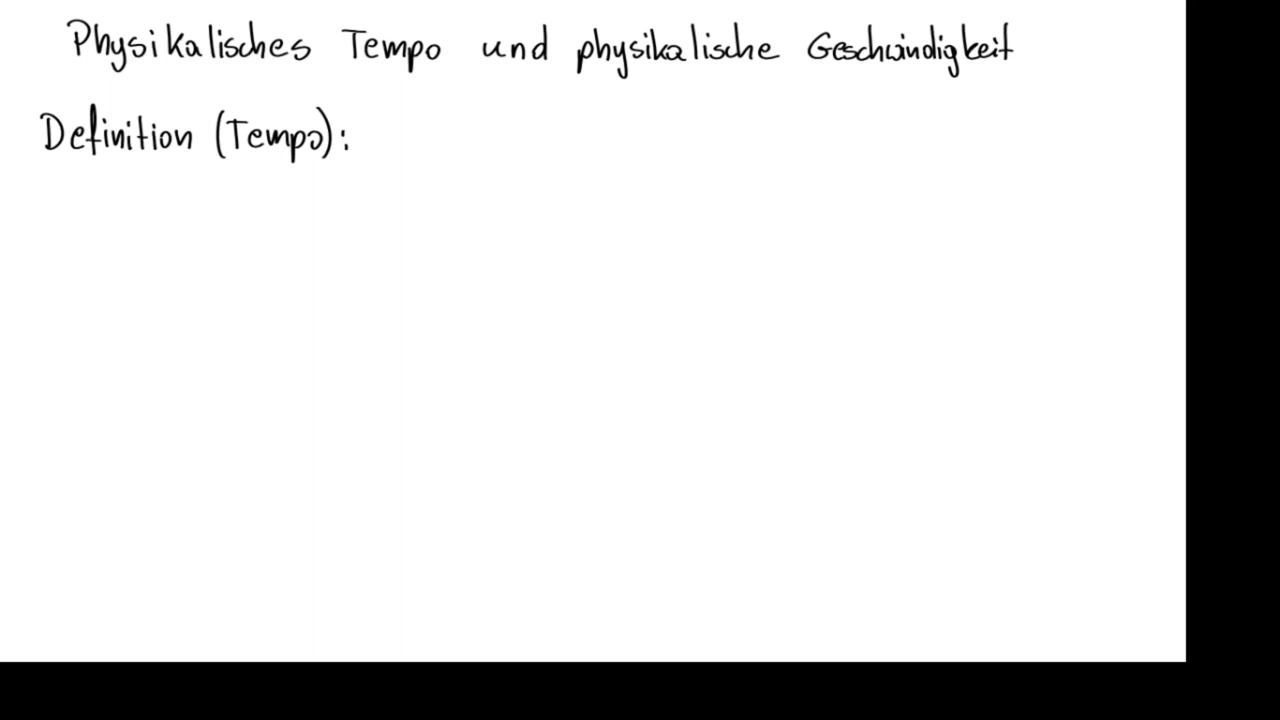 Physikalisches Tempo und physikalische Geschwindigkeit
Definition (Tempo):